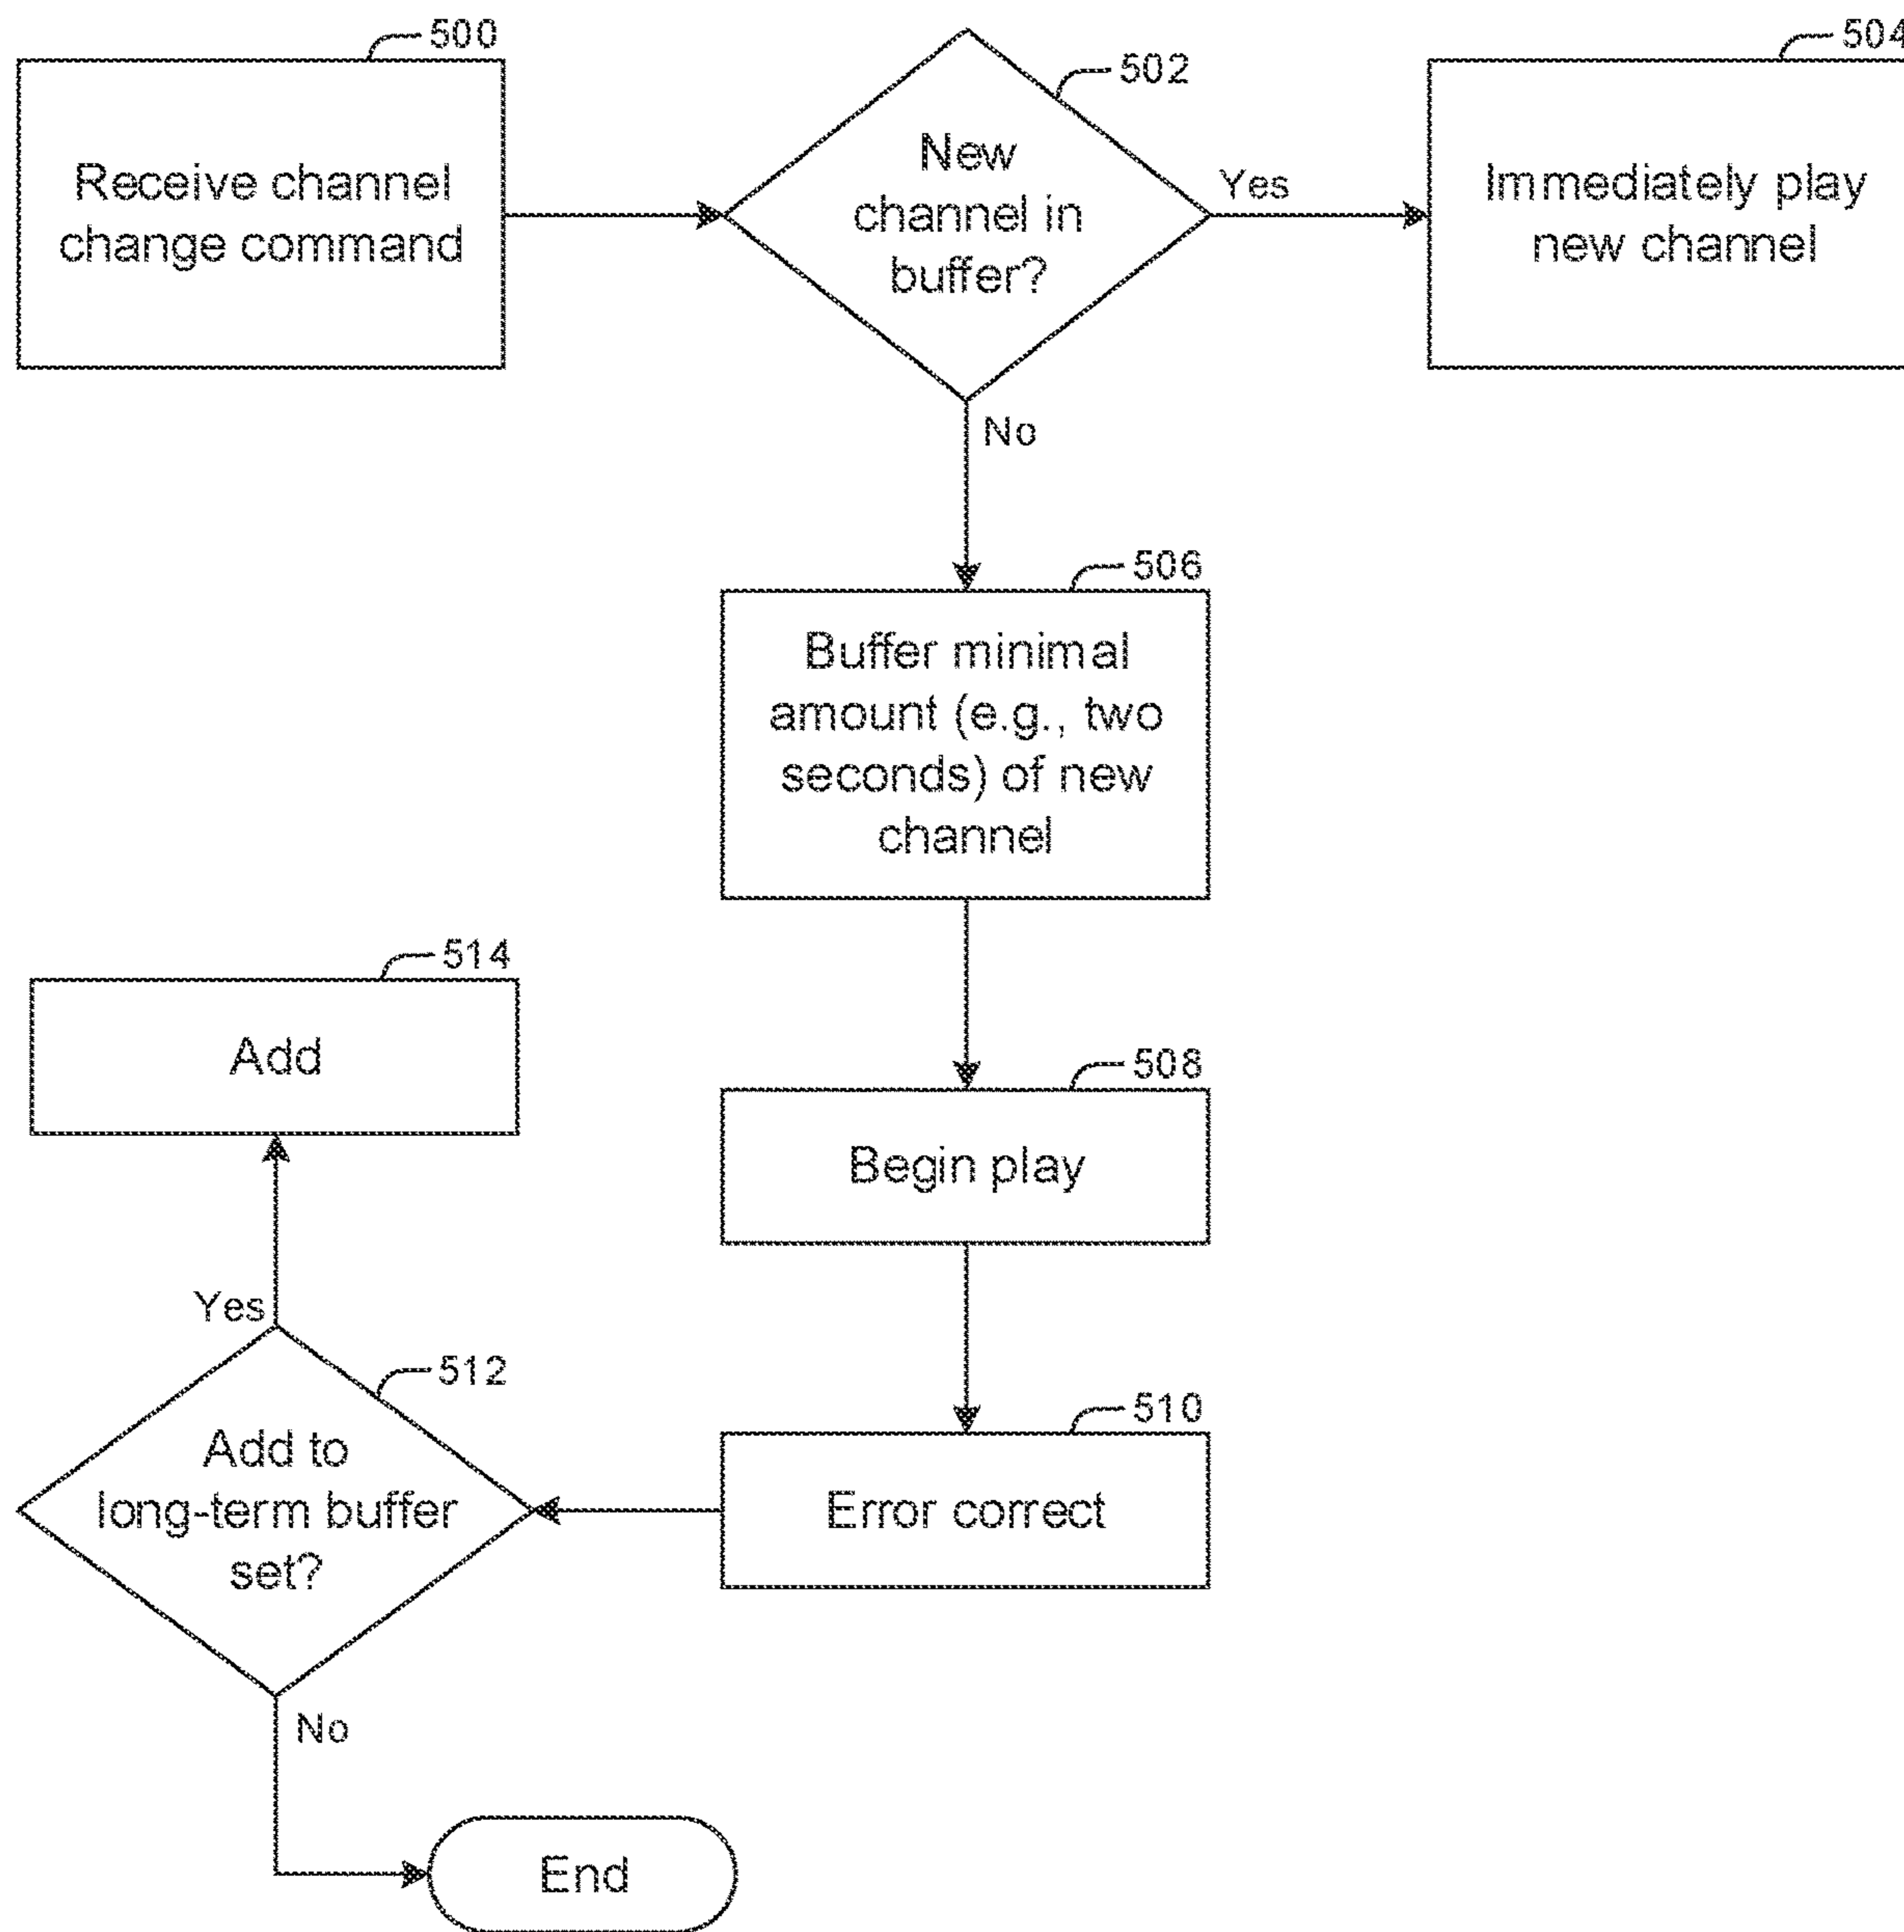 500
Receive channel
change command
502
New
channel in
buffer?
Yes
504
Immediately play
new channel
No
506
Buffer minimal
amount (e.g., two
seconds) of new
channel
508
Begin play
510
Error correct
512
Add to
long-term buffer
set?
Yes
514
Add
No
End